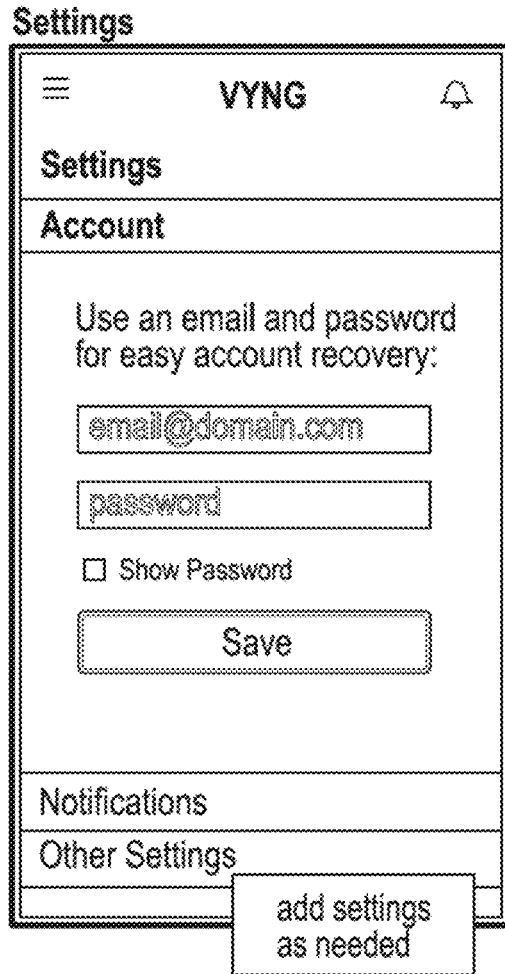 Settings
VYNG
Settings
Account
Use an email and password
for easy account recovery:
email@domain.com
password
Show Password
Save
Notifications
Other Settings
add settings
as needed